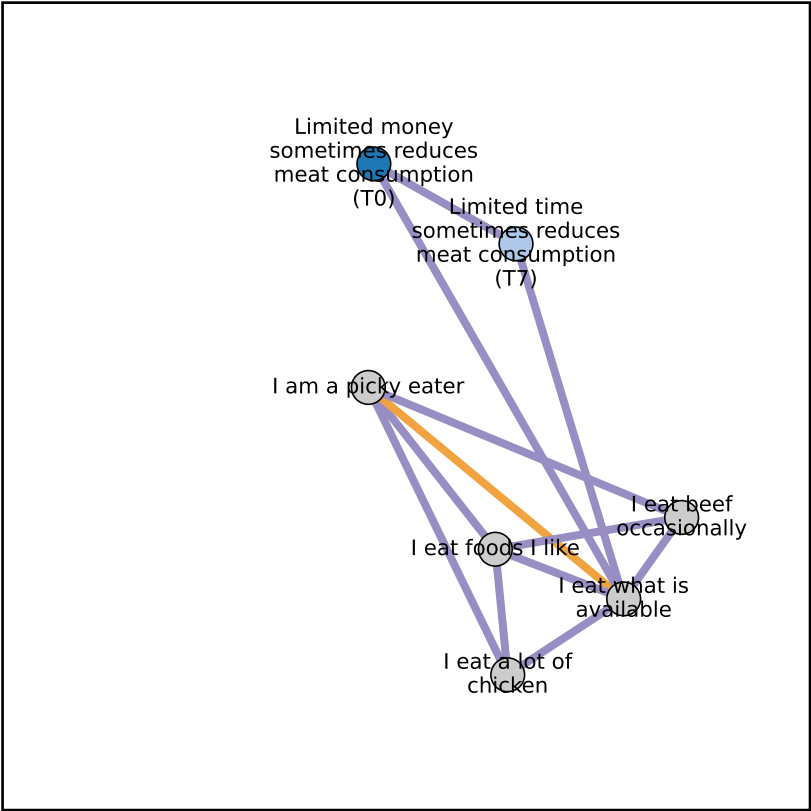 Limited money
sometimes reduces
meat consumption
(T0)
Limited time
sometimes reduces
meat consumption
(T7)
I am a picky eater
I eat beef
occasionally
I eat foods I like
I eat what is
available
I eat a lot of
chicken